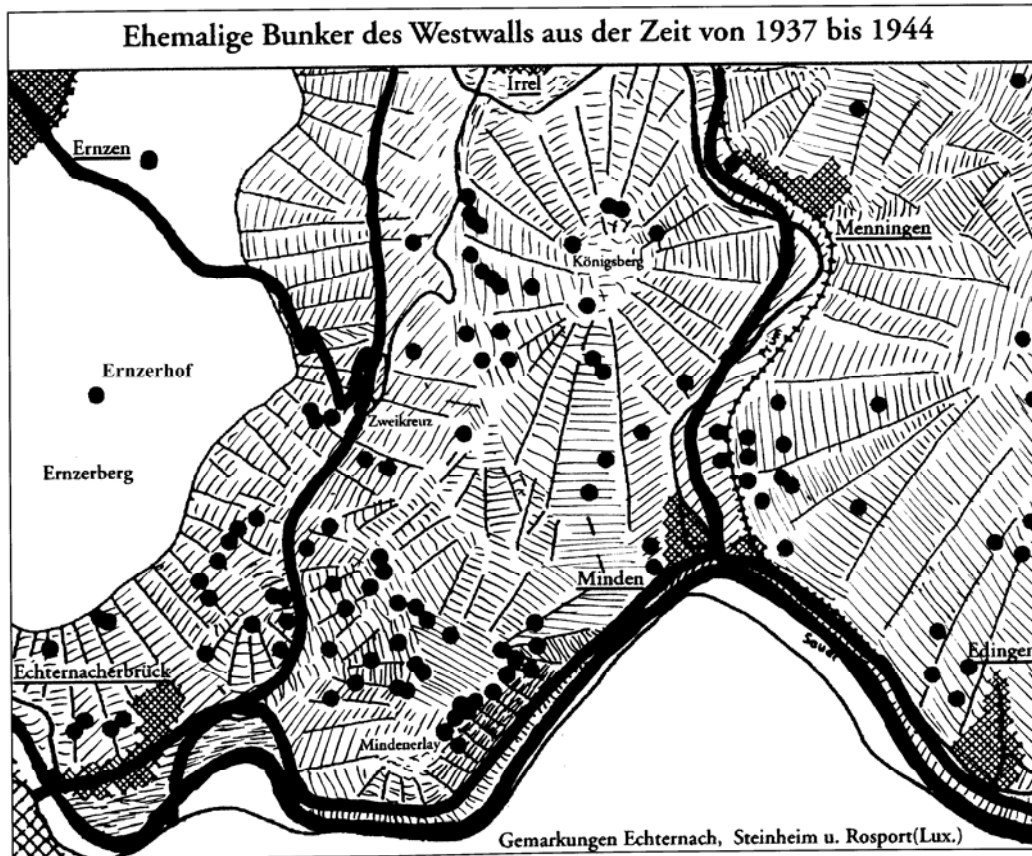 Ehemalige Bunker des Westwalls aus der Zeit von 1937 bis 1944
Irrel
Ernzen
Menningen
Königsberg
Prüm
Ernzerhof
Zweikreuz
Ernzerberg
Minden
Sauer
Edingen
Echternacherbrück
Mindenerlay
Gemarkungen Echternach, Steinheim u. Rosport(Lux.)